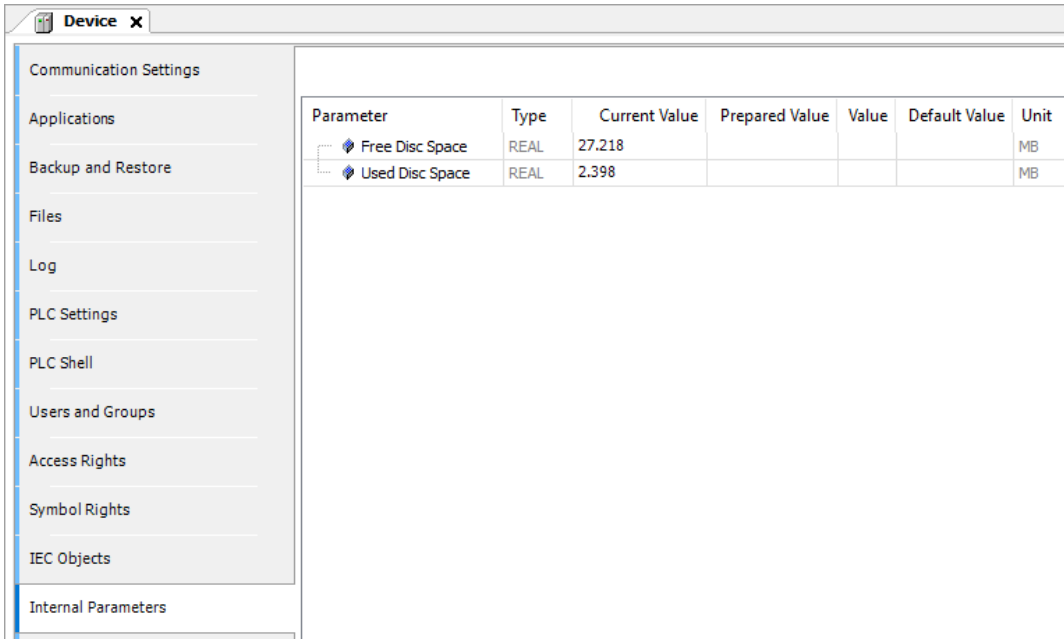 Device
Communication Settings
Applications
Backup and Restore
Files
Log
PLC Settings
PLC Shell
Users and Groups
Access Rights
Symbol Rights
IEC Objects
Internal Parameters
Parameter Type Current Value Prepared Value Value Default Value Unit
Free Disc Space REAL 27.218 MB
Used Disc Space REAL 2.398 MB